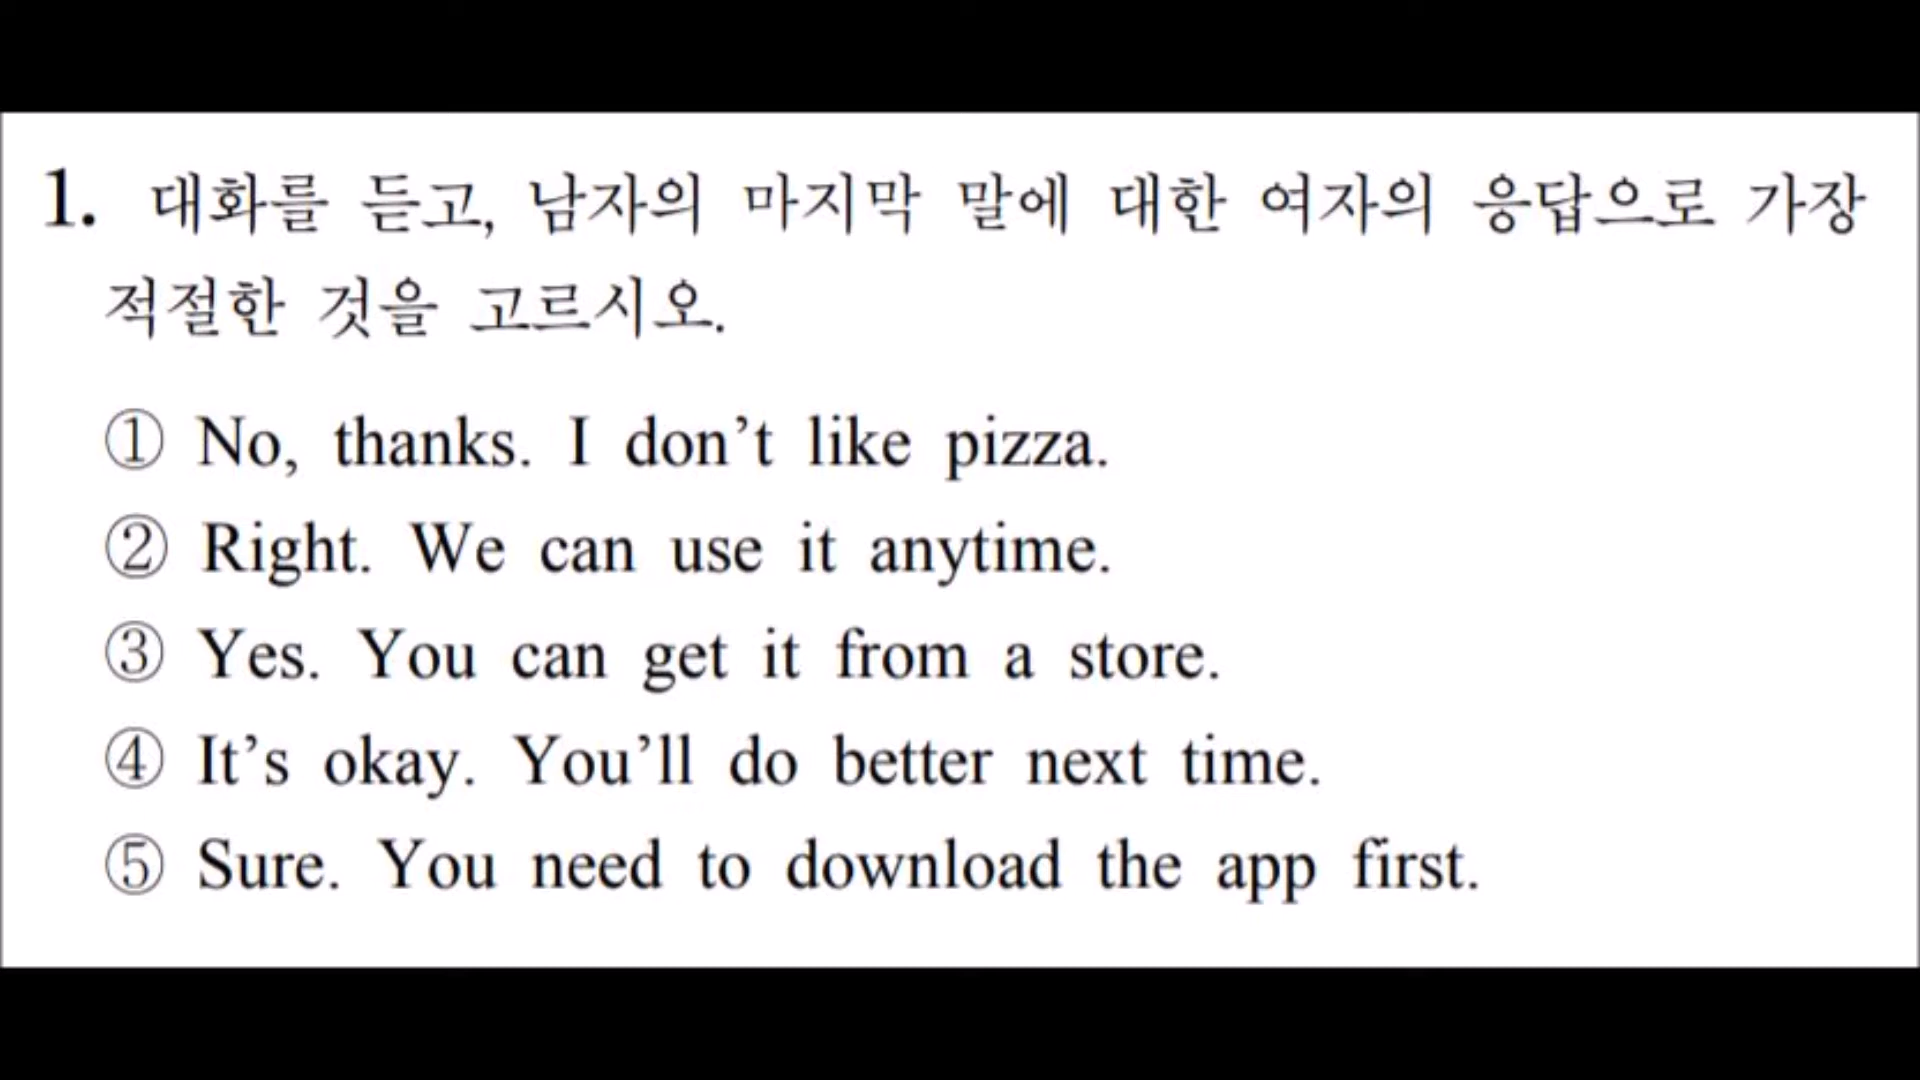 1. 대화를 듣고, 남자의 마지막 말에 대한 여자의 응답으로 가장
적절한 것을 고르시오.
① No, thanks. I don't like pizza.
② Right. We can use it anytime.
③ Yes. You can get it from a store.
④ It's okay. You'll do better next time.
⑤ Sure. You need to download the app first.